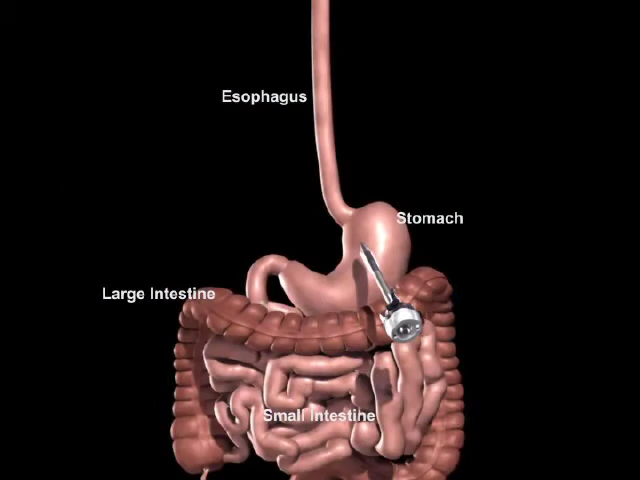 Esophagus
Stomach
Large Intestine
Small Intestine